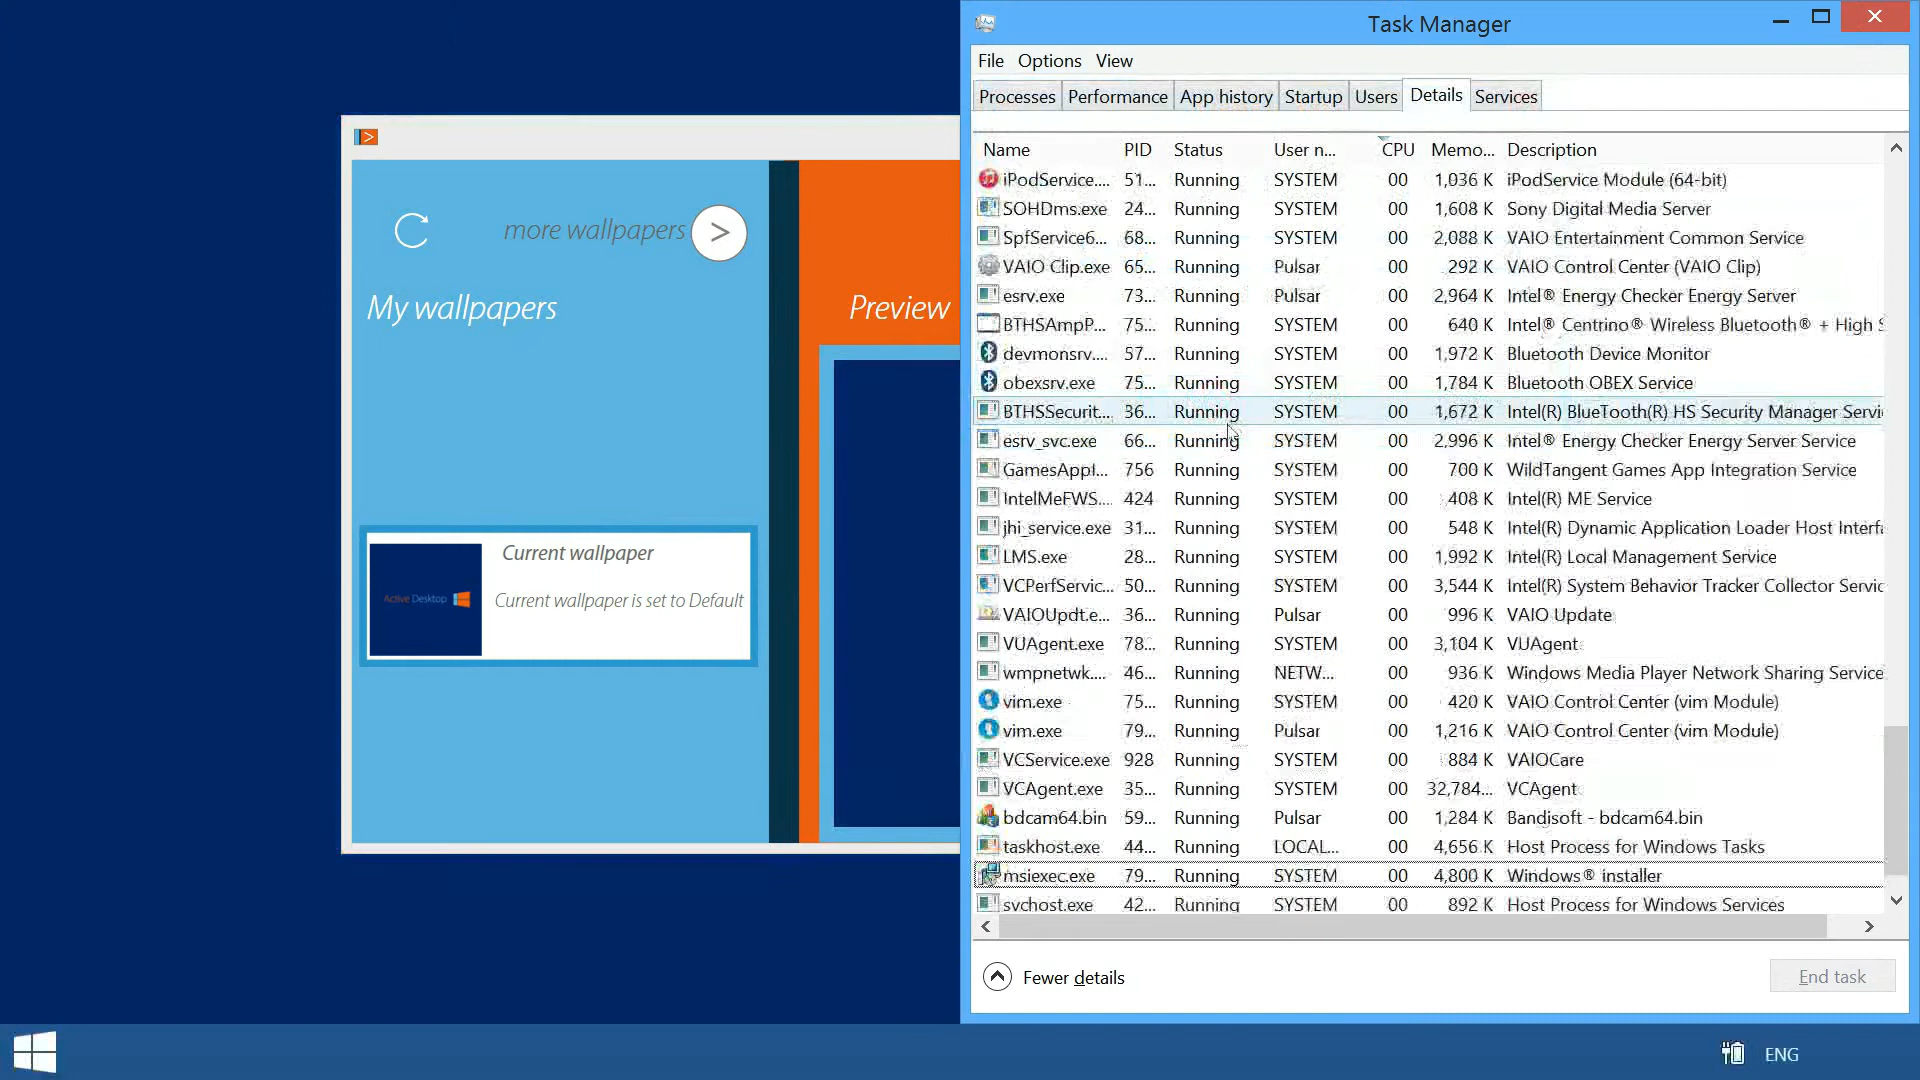 more wallpapers
My wallpapers
Current wallpaper
Active Desktop
Current wallpaper is set to Default
Preview
Task Manager
File Options View
Processes Performance App history Startup Users Details Services
Name PID Status User n... CPU Memo... Description
iPodService.... 51... Running SYSTEM 00 1,036 K iPodService Module (64-bit)
SOHDms.exe 24... Running SYSTEM 00 1,608 K Sony Digital Media Server
SpfService6... 68... Running SYSTEM 00 2,088 K VAIO Entertainment Common Service
VAIO Clip.exe 65... Running Pulsar 00 292 K VAIO Control Center (VAIO Clip)
esrv.exe 73... Running Pulsar 00 2,964 K Intel® Energy Checker Energy Server
BTHSAmpP... 75... Running SYSTEM 00 640 K Intel® Centrino® Wireless Bluetooth® + High S
devmonsrv.... 57... Running SYSTEM 00 1,972 K Bluetooth Device Monitor
obexsrv.exe 75... Running SYSTEM 00 1,784 K Bluetooth OBEX Service
BTHSSecurit... 36... Running SYSTEM 00 1,672 K Intel(R) BlueTooth(R) HS Security Manager Servi
esrv_svc.exe 66... Running SYSTEM 00 2,996 K Intel® Energy Checker Energy Server Service
GamesAppI... 756 Running SYSTEM 00 700 K WildTangent Games App Integration Service
IntelMeFWS.... 424 Running SYSTEM 00 408 K Intel(R) ME Service
jhi_service.exe 31... Running SYSTEM 00 548 K Intel(R) Dynamic Application Loader Host Interfa
LMS.exe 28... Running SYSTEM 00 1,992 K Intel(R) Local Management Service
VCPerfServic... 50... Running SYSTEM 00 3,544 K Intel(R) System Behavior Tracker Collector Servic
VAIOUpdt.e... 36... Running Pulsar 00 996 K VAIO Update
VUAgent.exe 78... Running SYSTEM 00 3,104 K VUAgent
wmpnetwk.... 46... Running NETW... 00 936 K Windows Media Player Network Sharing Service
vim.exe 75... Running SYSTEM 00 420 K VAIO Control Center (vim Module)
vim.exe 79... Running Pulsar 00 1,216 K VAIO Control Center (vim Module)
VCService.exe 928 Running SYSTEM 00 884 K VAIOCare
VCAgent.exe 35... Running SYSTEM 00 32,784... VCAgent
bdcam64.bin 59... Running Pulsar 00 1,284 K Bandisoft - bdcam64.bin
taskhost.exe 44... Running LOCAL... 00 4,656 K Host Process for Windows Tasks
msiexec.exe 79... Running SYSTEM 00 4,800 K Windows® installer
svchost.exe 42... Running SYSTEM 00 892 K Host Process for Windows Services
Fewer details
End task
ENG